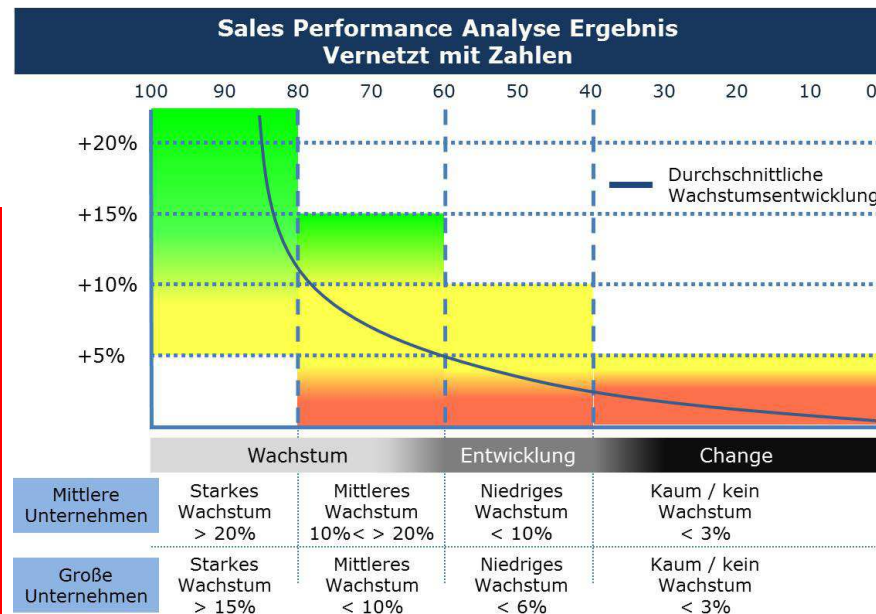 Sales Performance Analyse Ergebnis
Vernetzt mit Zahlen
100 90 80 70 60 50 40 30 20 10 0
+20%
Durchschnittliche
Wachstumsentwicklung
+15%
+10%
+5%
Wachstum Entwicklung Change
Mittlere
Unternehmen
Starkes
Wachstum
> 20%
Mittleres
Wachstum
10%< > 20%
Niedriges
Wachstum
< 10%
Kaum / kein
Wachstum
< 3%
Große
Unternehmen
Starkes
Wachstum
> 15%
Mittleres
Wachstum
< 10%
Niedriges
Wachstum
< 6%
Kaum / kein
Wachstum
< 3%